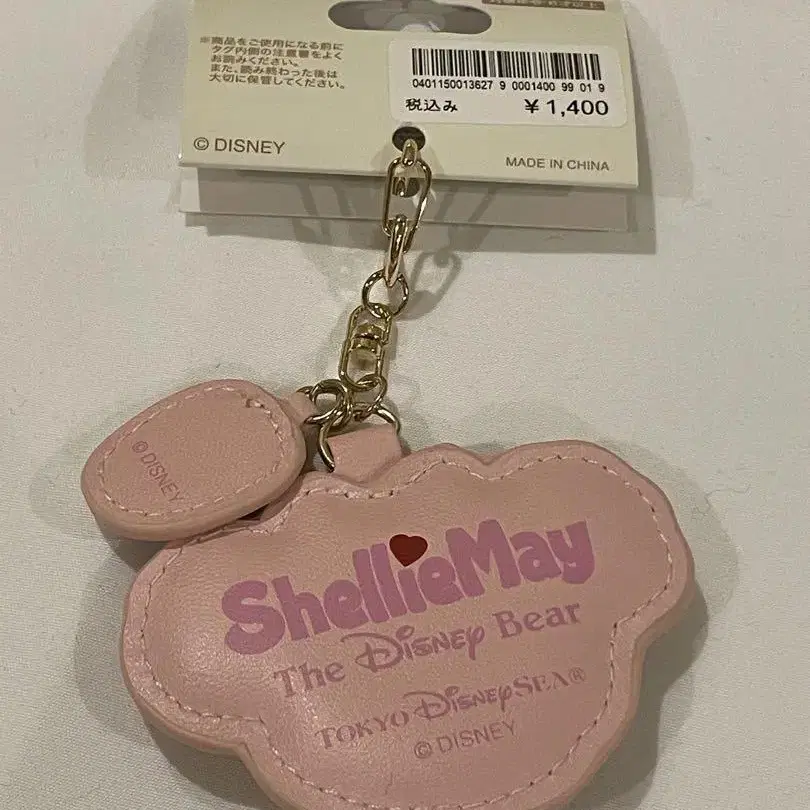 ※商品をご使用になる前に
タグ内側の注意書をよく
お読みください。
また、読み終わった後は
大切に保管してください。
0401150013627 9 0001400 99 01 9
税込み ¥1,400
© DISNEY
MADE IN CHINA
© DISNEY
ShellieMay
The Disney Bear
TOKYO DISNEYSEA®
© DISNEY